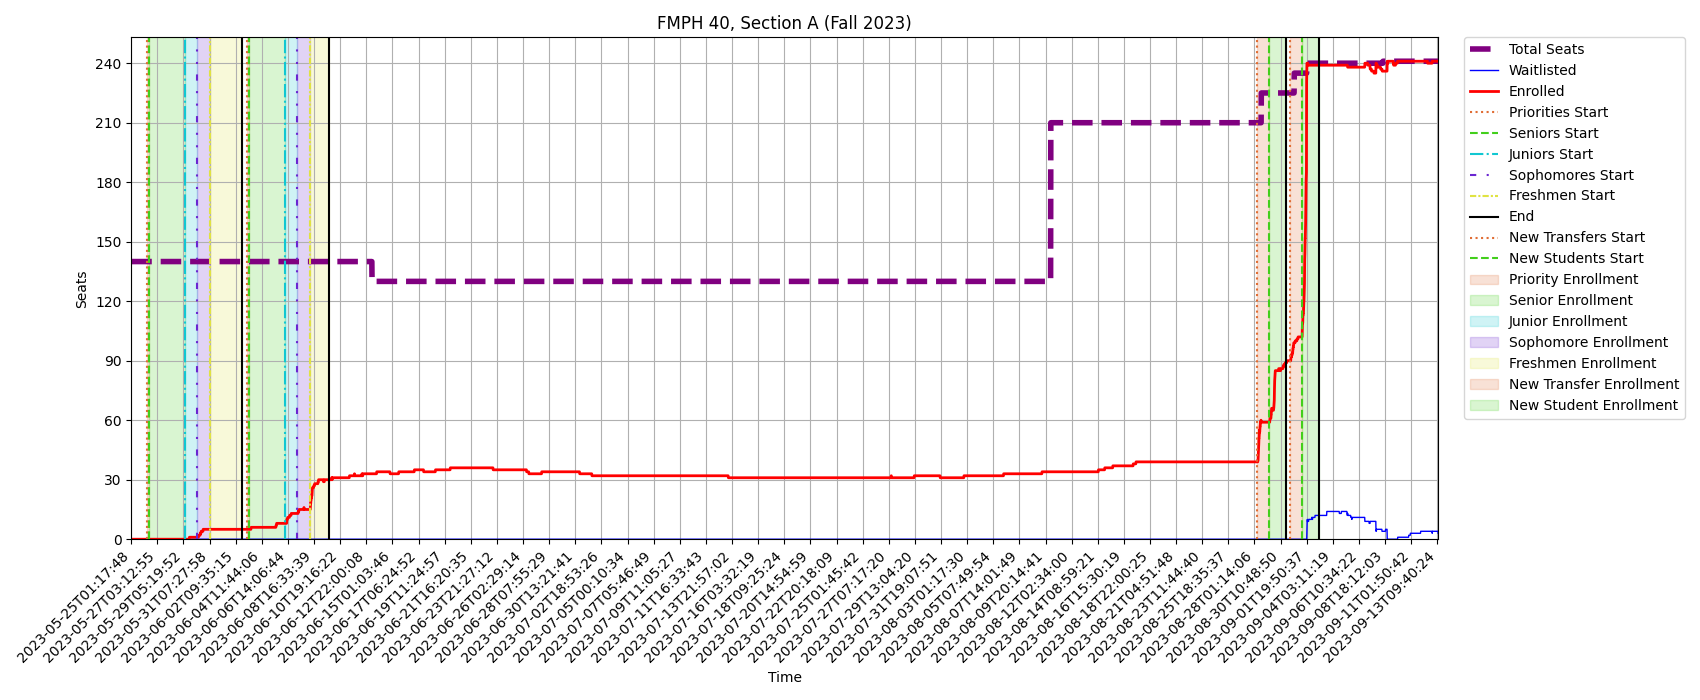 FMPH 40, Section A (Fall 2023)
Seats
240
210
180
150
120
90
60
30
0
2023-05-25T01:17:48
2023-05-27T03:12:55
2023-05-29T05:19:52
2023-05-31T07:27:58
2023-06-02T09:35:15
2023-06-04T11:44:06
2023-06-06T14:06:44
2023-06-08T16:33:39
2023-06-10T19:16:22
2023-06-12T22:00:08
2023-06-15T01:03:46
2023-06-17T06:24:52
2023-06-19T11:24:57
2023-06-21T16:20:35
2023-06-23T21:27:12
2023-06-26T02:29:14
2023-06-28T07:55:29
2023-06-30T13:21:41
2023-07-02T18:53:26
2023-07-05T00:10:34
2023-07-07T05:46:49
2023-07-09T11:05:27
2023-07-11T16:33:43
2023-07-13T21:57:02
2023-07-16T03:32:19
2023-07-18T09:25:24
2023-07-20T14:54:59
2023-07-22T20:18:09
2023-07-25T01:45:42
2023-07-27T07:17:20
2023-07-29T13:04:20
2023-07-31T19:07:51
2023-08-03T01:17:30
2023-08-05T07:49:54
2023-08-07T14:01:49
2023-08-09T20:14:41
2023-08-12T02:34:00
2023-08-14T08:59:21
2023-08-16T15:30:19
2023-08-18T22:00:25
2023-08-21T04:51:48
2023-08-23T11:44:40
2023-08-25T18:35:37
2023-08-28T01:14:06
2023-08-30T10:48:50
2023-09-01T19:50:37
2023-09-04T03:11:19
2023-09-06T10:34:22
2023-09-08T18:12:03
2023-09-11T01:50:42
2023-09-13T09:40:24
Time
Total Seats
Waitlisted
Enrolled
Priorities Start
Seniors Start
Juniors Start
Sophomores Start
Freshmen Start
End
New Transfers Start
New Students Start
Priority Enrollment
Senior Enrollment
Junior Enrollment
Sophomore Enrollment
Freshmen Enrollment
New Transfer Enrollment
New Student Enrollment